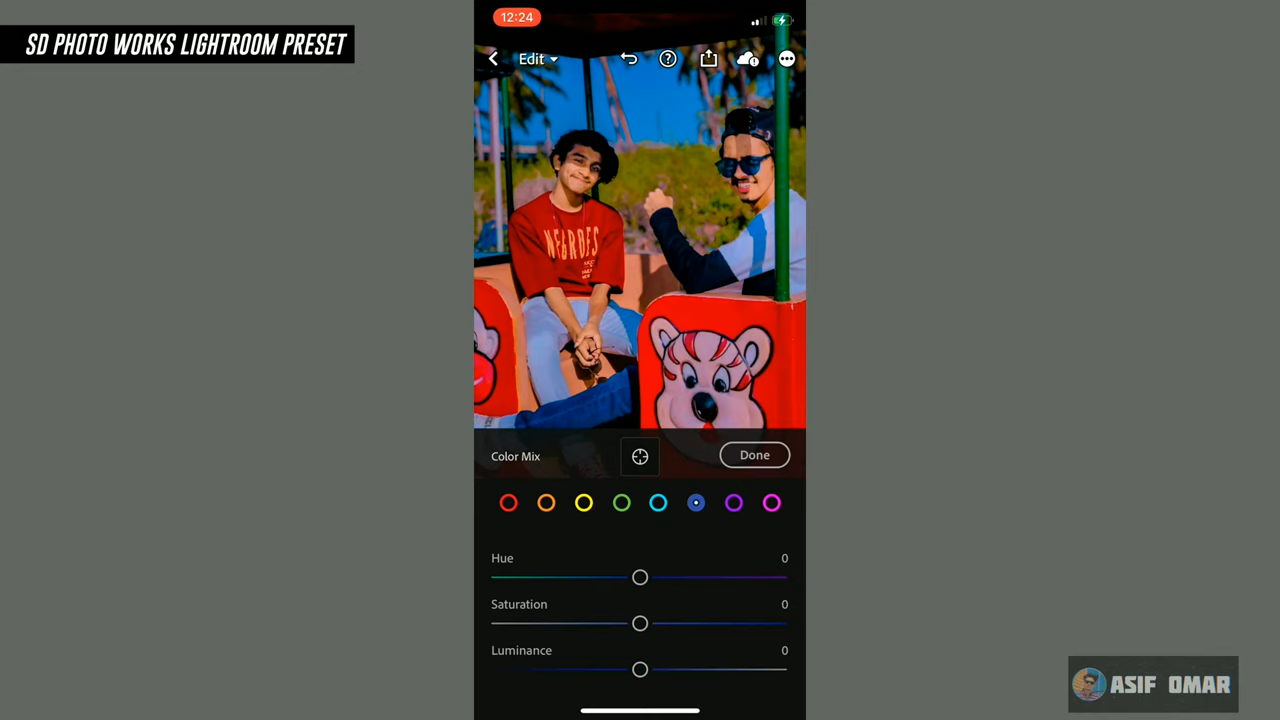 SD PHOTO WORKS LIGHTROOM PRESET
12:24
Edit
NEGRDES
Color Mix
Done
Hue 0
Saturation 0
Luminance 0
ASIF OMAR